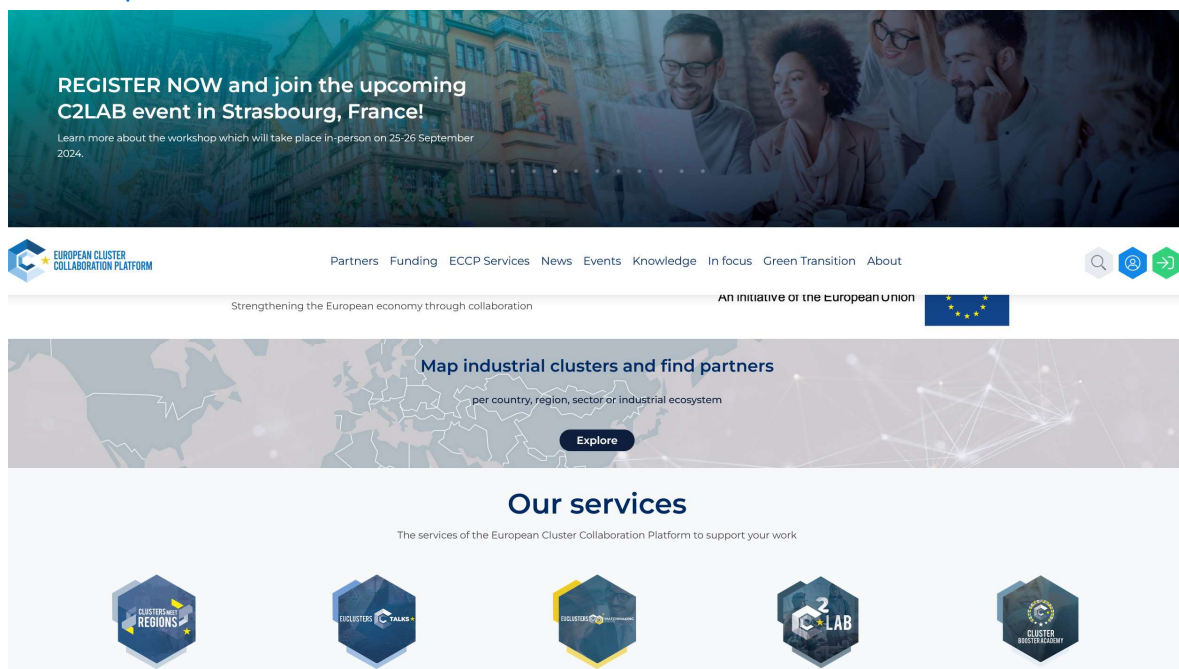 REGISTER NOW and join the upcoming
C2LAB event in Strasbourg, France!
Learn more about the workshop which will take place in-person on 25-26 September
2024.
EUROPEAN CLUSTER
COLLABORATION PLATFORM
Partners Funding ECCP Services News Events Knowledge In focus Green Transition About
Strengthening the European economy through collaboration
An initiative of the European Union
Map industrial clusters and find partners
per country, region, sector or industrial ecosystem
Explore
Our services
The services of the European Cluster Collaboration Platform to support your work
CLUSTERS MEET
REGIONS
EUCLUSTERS TALKS
EUCLUSTERS MATCHMAKING
C2LAB
CLUSTER
BOOSTER ACADEMY